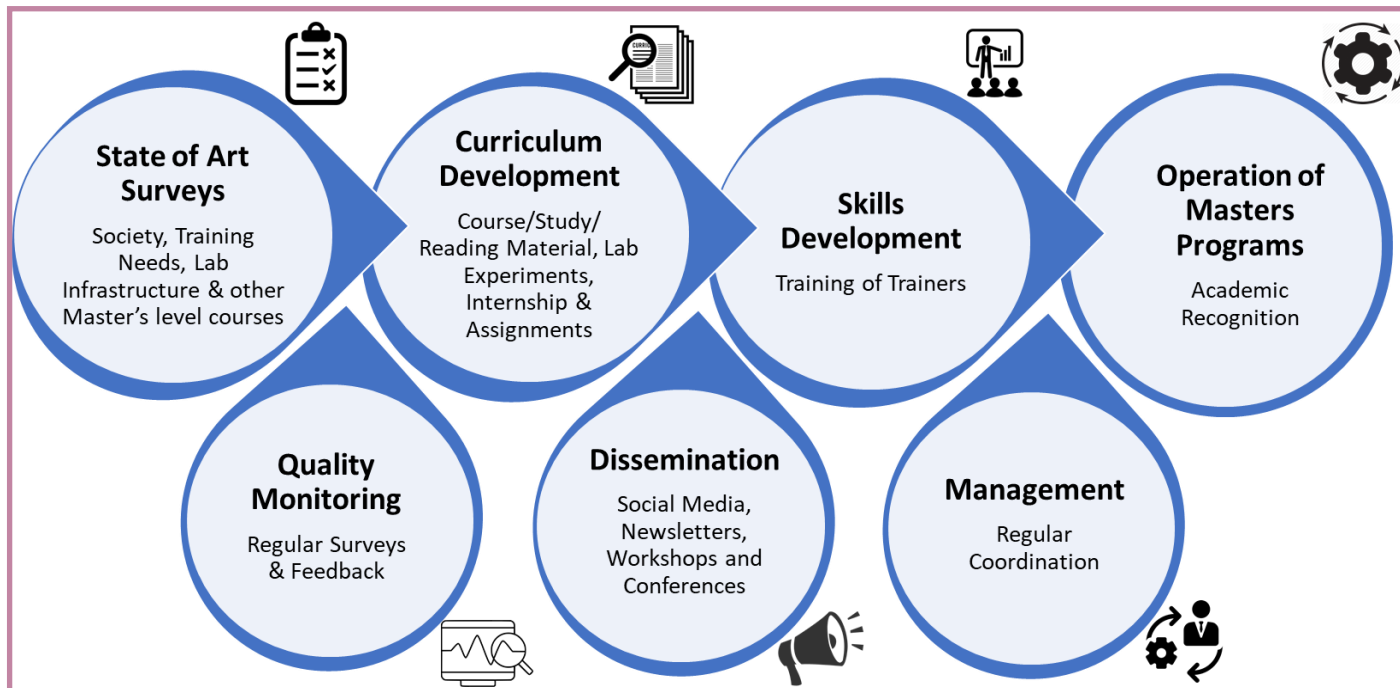 State of Art
Surveys
Society, Training
Needs, Lab
Infrastructure & other
Master's level courses
CURRIC
Curriculum
Development
Course/Study/
Reading Material, Lab
Experiments,
Internship &
Assignments
Skills
Development
Training of Trainers
Operation of
Masters
Programs
Academic
Recognition
Quality
Monitoring
Regular Surveys
& Feedback
Dissemination
Social Media,
Newsletters,
Workshops and
Conferences
Management
Regular
Coordination